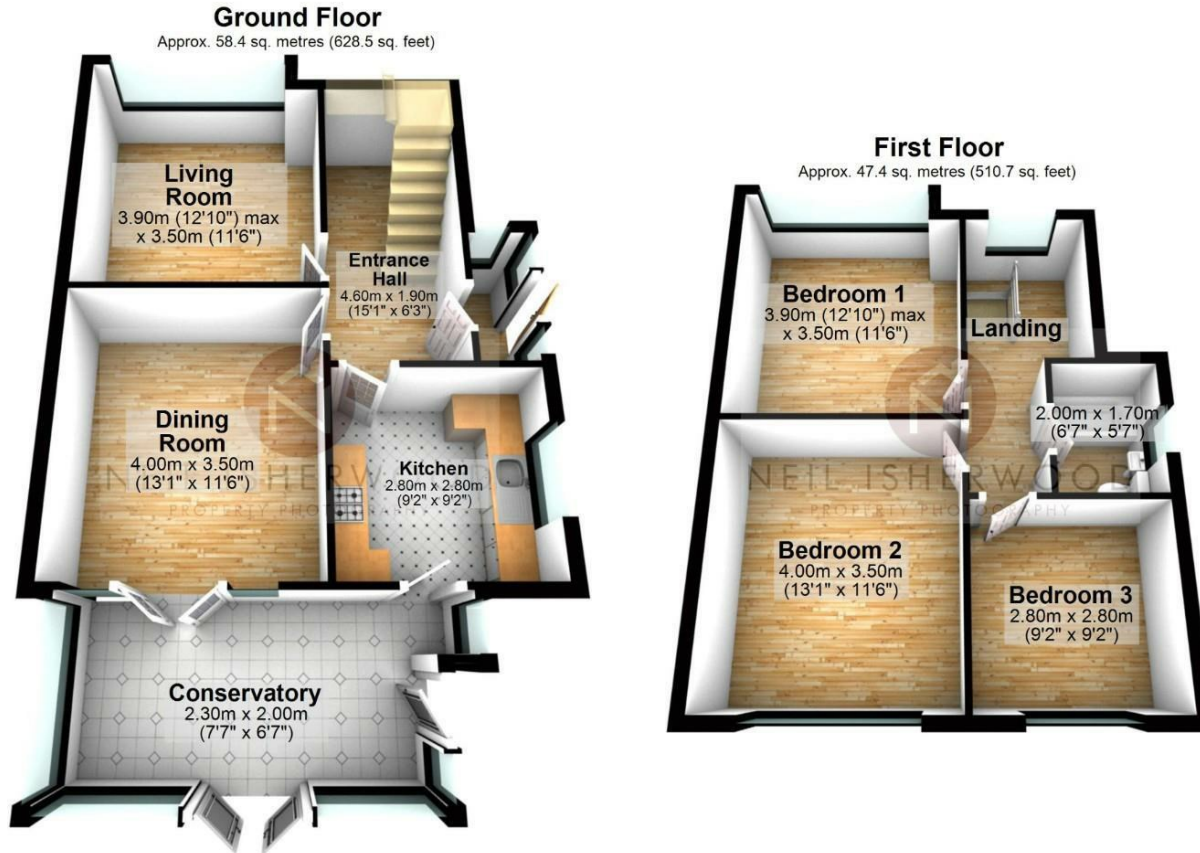 Ground Floor
Approx. 58.4 sq. metres (628.5 sq. feet)
Living
Room
3.90m (12'10") max
x 3.50m (11'6")
Entrance
Hall
4.60m x 1.90m
(15'1" x 6'3")
Dining
Room
4.00m x 3.50m
(13'1" x 11'6")
Kitchen
2.80m x 2.80m
(9'2" x 9'2")
Conservatory
2.30m x 2.00m
(7'7" x 6'7")
First Floor
Approx. 47.4 sq. metres (510.7 sq. feet)
Bedroom 1
3.90m (12'10") max
x 3.50m (11'6")
Landing
2.00m x 1.70m
(6'7" x 5'7")
NEIL ISHERWOOD
PROPERTY PHOTOGRAPHY
Bedroom 2
4.00m x 3.50m
(13'1" x 11'6")
Bedroom 3
2.80m x 2.80m
(9'2" x 9'2")